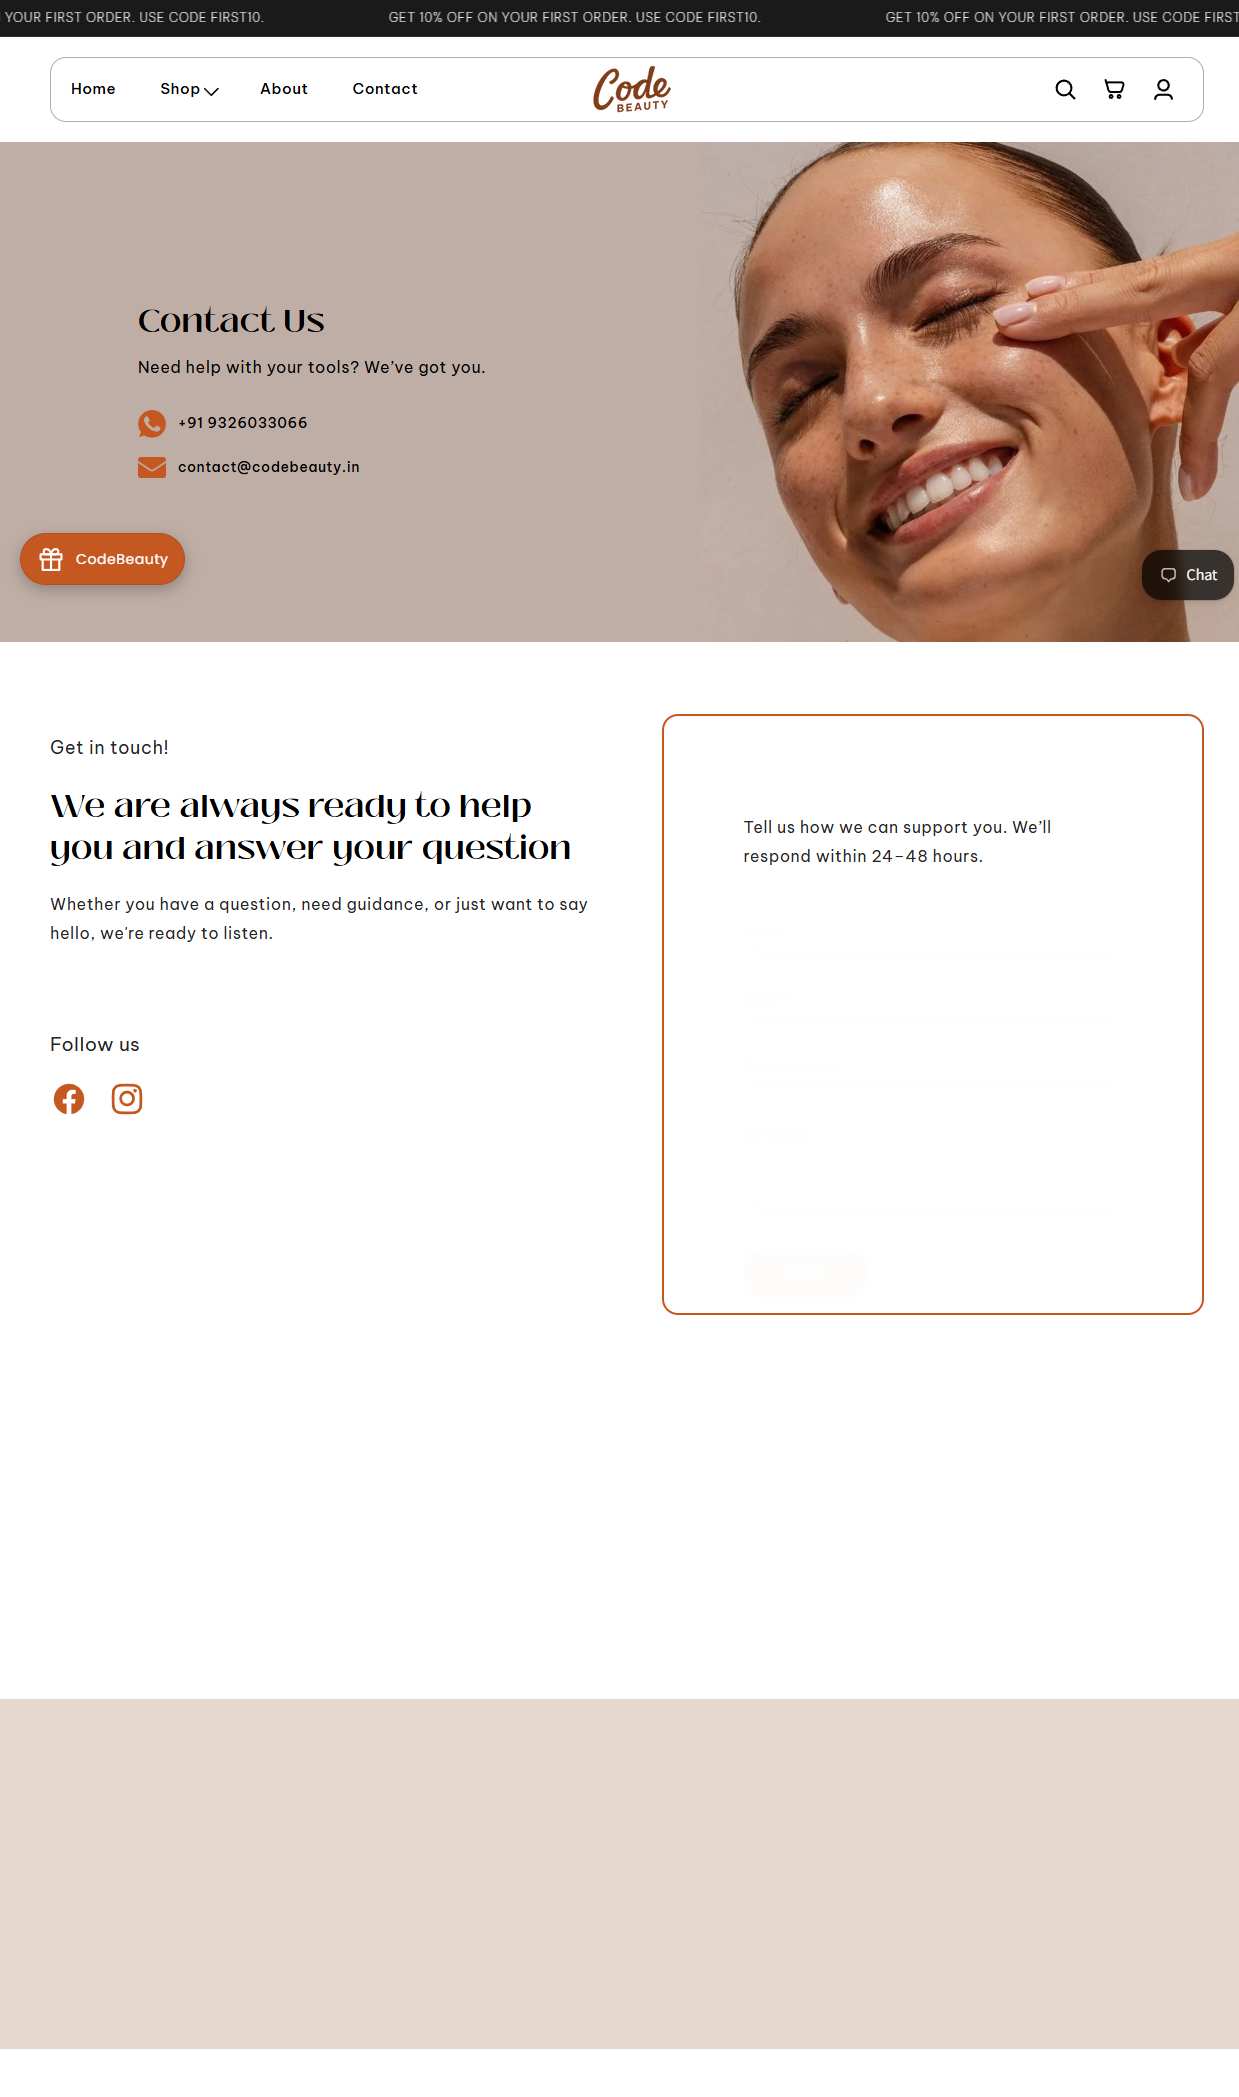 YOUR FIRST ORDER. USE CODE FIRST10. GET 10% OFF ON YOUR FIRST ORDER. USE CODE FIRST10. GET 10% OFF ON YOUR FIRST ORDER. USE CODE FIRST
Home Shop About Contact
Code
BEAUTY
Contact Us
Need help with your tools? We’ve got you.
+91 9326033066
contact@codebeauty.in
CodeBeauty
Chat
Get in touch!
We are always ready to help
you and answer your question
Whether you have a question, need guidance, or just want to say
hello, we're ready to listen.
Follow us
Tell us how we can support you. We’ll
respond within 24–48 hours.